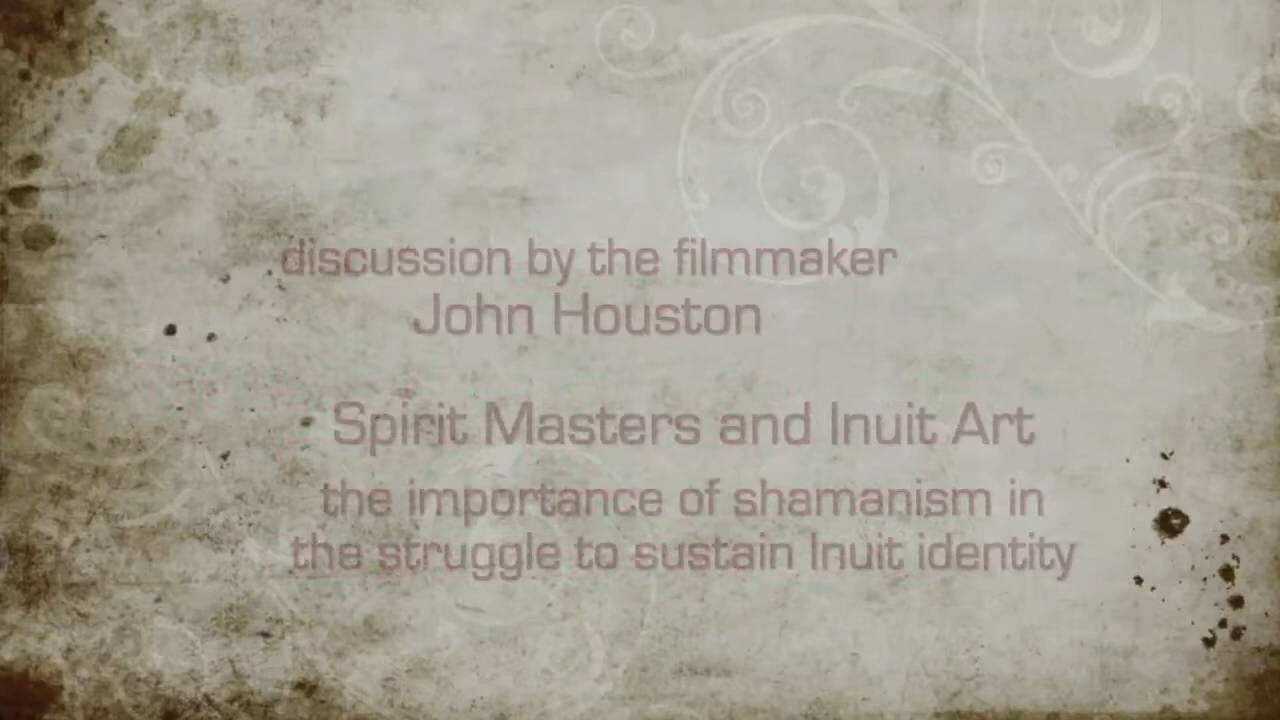 discussion by the filmmaker
John Houston
Spirit Masters and Inuit Art
the importance of shamanism in
the struggle to sustain Inuit identity